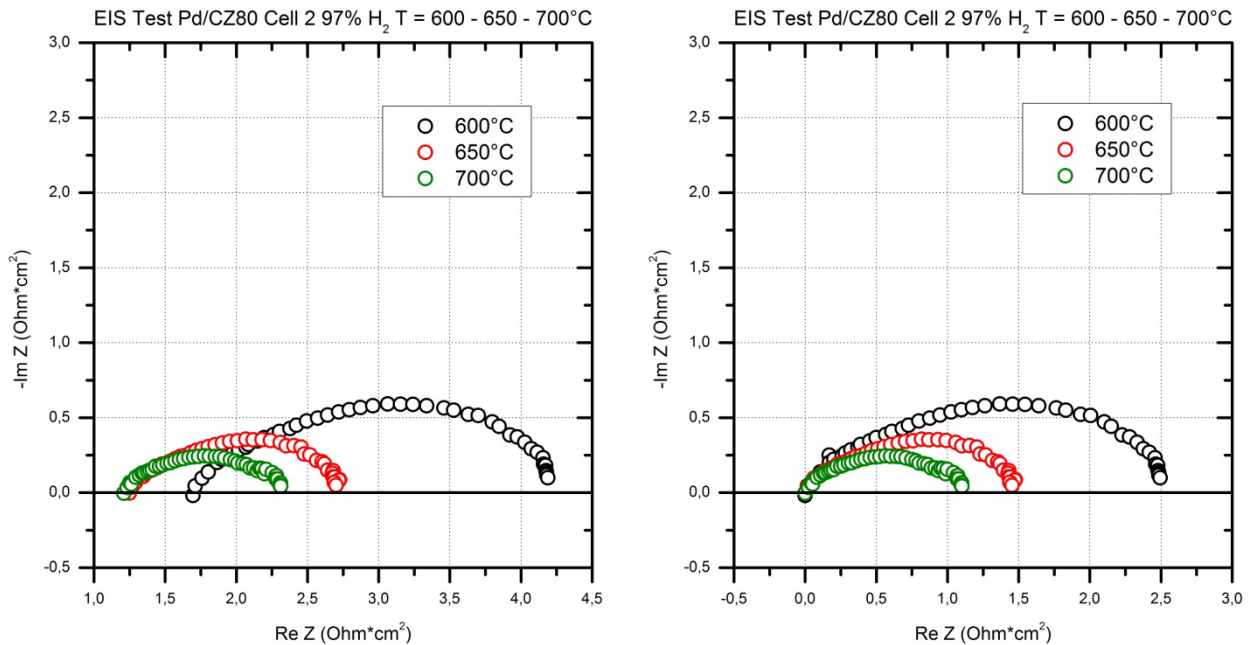 EIS Test Pd/CZ80 Cell 2 97% H₂ T = 600 - 650 - 700°C
3,0
2,5
2,0
1,5
1,0
0,5
0,0
-0,5
-Im Z (Ohm*cm²)
600°C
650°C
700°C
1,0 1,5 2,0 2,5 3,0 3,5 4,0 4,5
Re Z (Ohm*cm²)
EIS Test Pd/CZ80 Cell 2 97% H₂ T = 600 - 650 - 700°C
3,0
2,5
2,0
1,5
1,0
0,5
0,0
-0,5
-Im Z (Ohm*cm²)
600°C
650°C
700°C
-0,5 0,0 0,5 1,0 1,5 2,0 2,5 3,0
Re Z (Ohm*cm²)